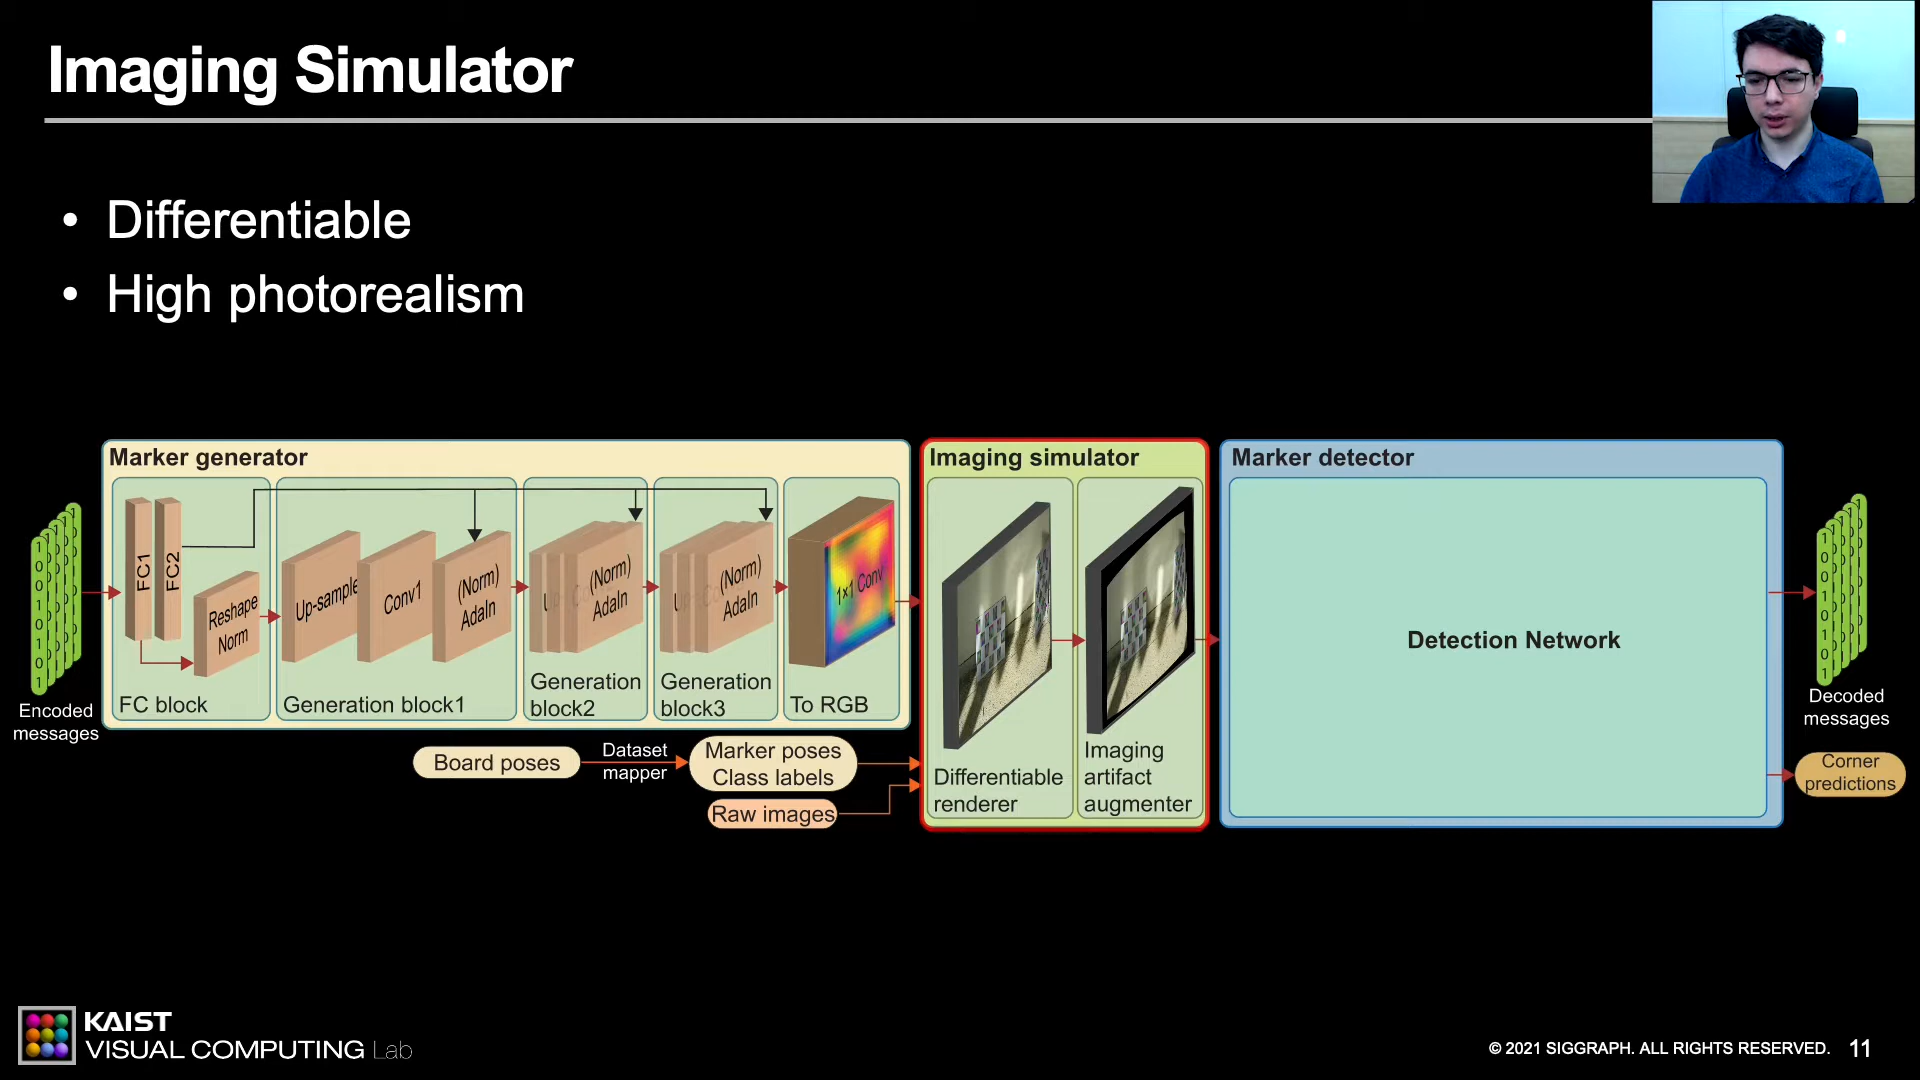 Imaging Simulator
• Differentiable
• High photorealism
Marker generator
FC1
FC2
Reshape
Norm
FC block
Up-sample
Conv1
(Norm)
AdaIn
Generation block1
(Norm)
AdaIn
Generation
block2
(Norm)
AdaIn
Generation
block3
1×1 Conv
To RGB
Imaging simulator
Differentiable
renderer
Imaging
artifact
augmenter
Marker detector
Detection Network
Encoded
messages
Decoded
messages
Corner
predictions
Board poses
Dataset
mapper
Marker poses
Class labels
Raw images
KAIST
VISUAL COMPUTING Lab
© 2021 SIGGRAPH. ALL RIGHTS RESERVED.
11